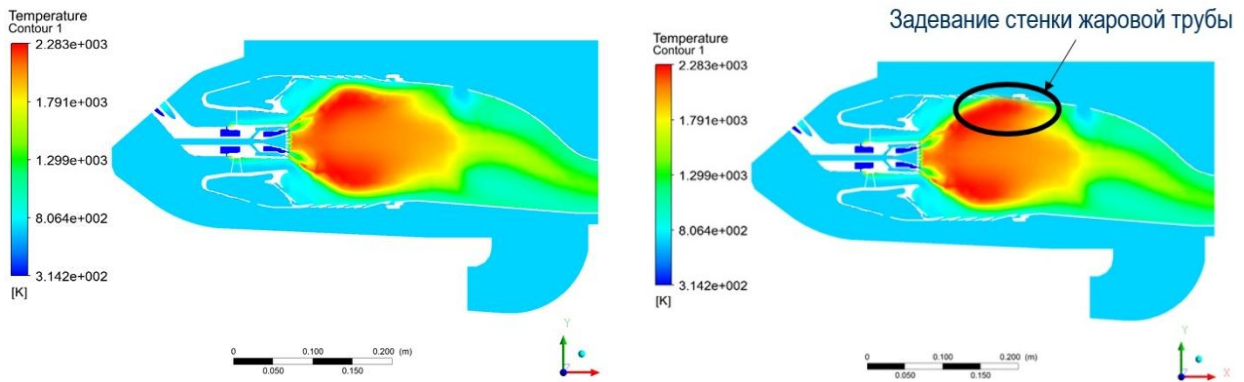 Задевание стенки жаровой трубы
Temperature
Contour 1
2.283e+003
1.791e+003
1.299e+003
8.064e+002
3.142e+002
[K]
0 0.100 0.200 (m)
0.050 0.150
Y
Z
Temperature
Contour 1
2.283e+003
1.791e+003
1.299e+003
8.064e+002
3.142e+002
[K]
0 0.100 0.200 (m)
0.050 0.150
Y
Z
X